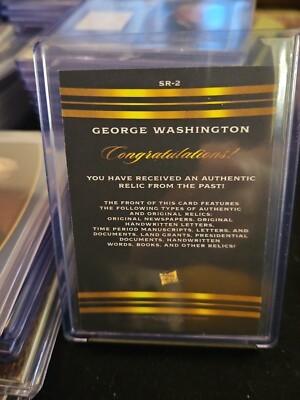 SR-2
GEORGE WASHINGTON
Congratulations!
YOU HAVE RECEIVED AN AUTHENTIC
RELIC FROM THE PAST!
THE FRONT OF THIS CARD FEATURES
THE FOLLOWING TYPES OF AUTHENTIC
AND ORIGINAL RELICS:
ORIGINAL NEWSPAPERS, ORIGINAL
HANDWRITTEN LETTERS,
TIME PERIOD MANUSCRIPTS, LETTERS, AND
DOCUMENTS, LAND GRANTS, PRESIDENTIAL
DOCUMENTS, HANDWRITTEN
WORDS, BOOKS, AND OTHER RELICS!